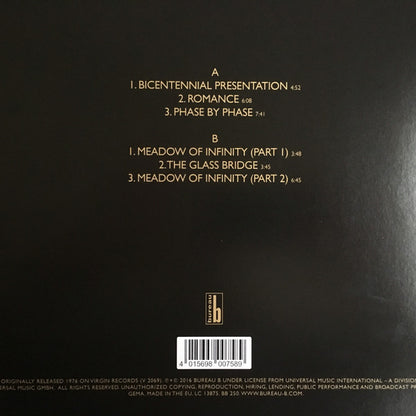 A
1. BICENTENNIAL PRESENTATION 4:52
2. ROMANCE 6:08
3. PHASE BY PHASE 7:41
B
1. MEADOW OF INFINITY (PART 1) 3:48
2. THE GLASS BRIDGE 3:45
3. MEADOW OF INFINITY (PART 2) 6:45
bureau b
4 015698 007589
ORIGINALLY RELEASED 1976 ON VIRGIN RECORDS (V 2069). ℗ + © 2016 BUREAU B UNDER LICENSE FROM UNIVERSAL MUSIC INTERNATIONAL – A DIVISION
MUSIC GMBH. ALL RIGHTS RESERVED. UNAUTHORIZED COPYING, REPRODUCTION, HIRING, LENDING, PUBLIC PERFORMANCE AND BROADCAST
GEMA. MADE IN THE EU. LC 13875. BB 250. WWW.BUREAU-B.COM